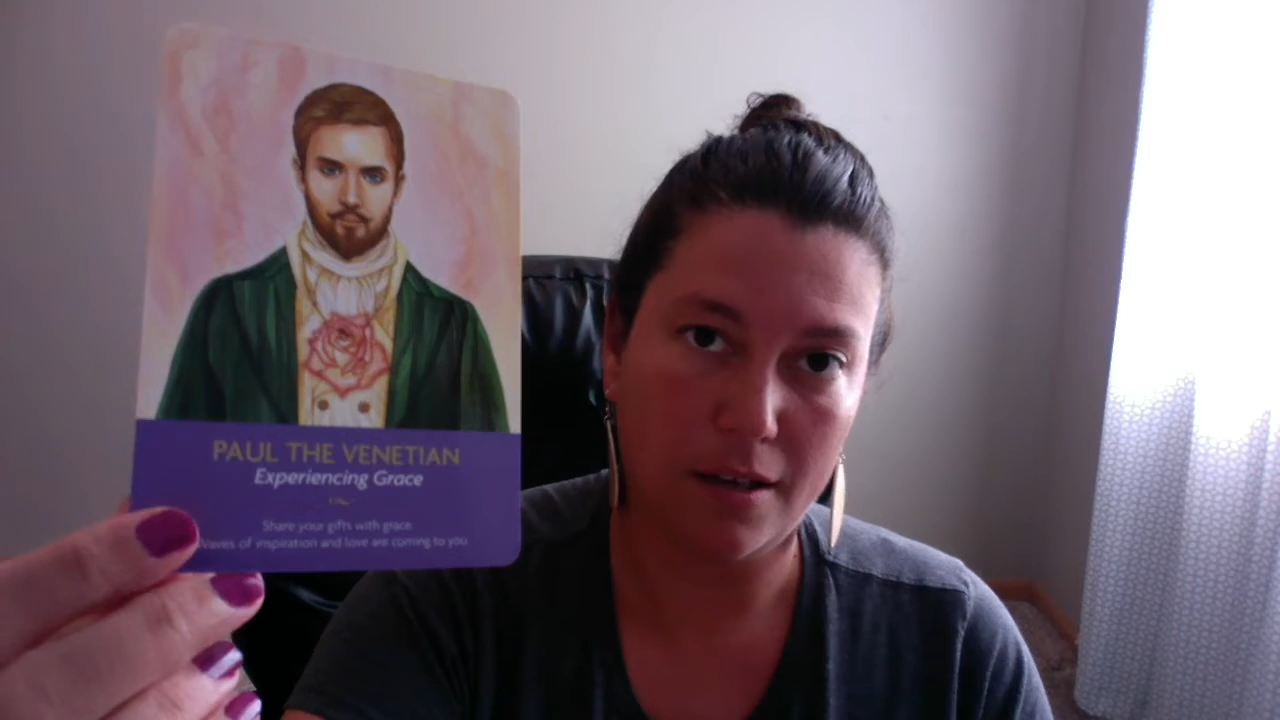 PAUL THE VENETIAN
Experiencing Grace
Share your gifts with grace.
Waves of inspiration and love are coming to you